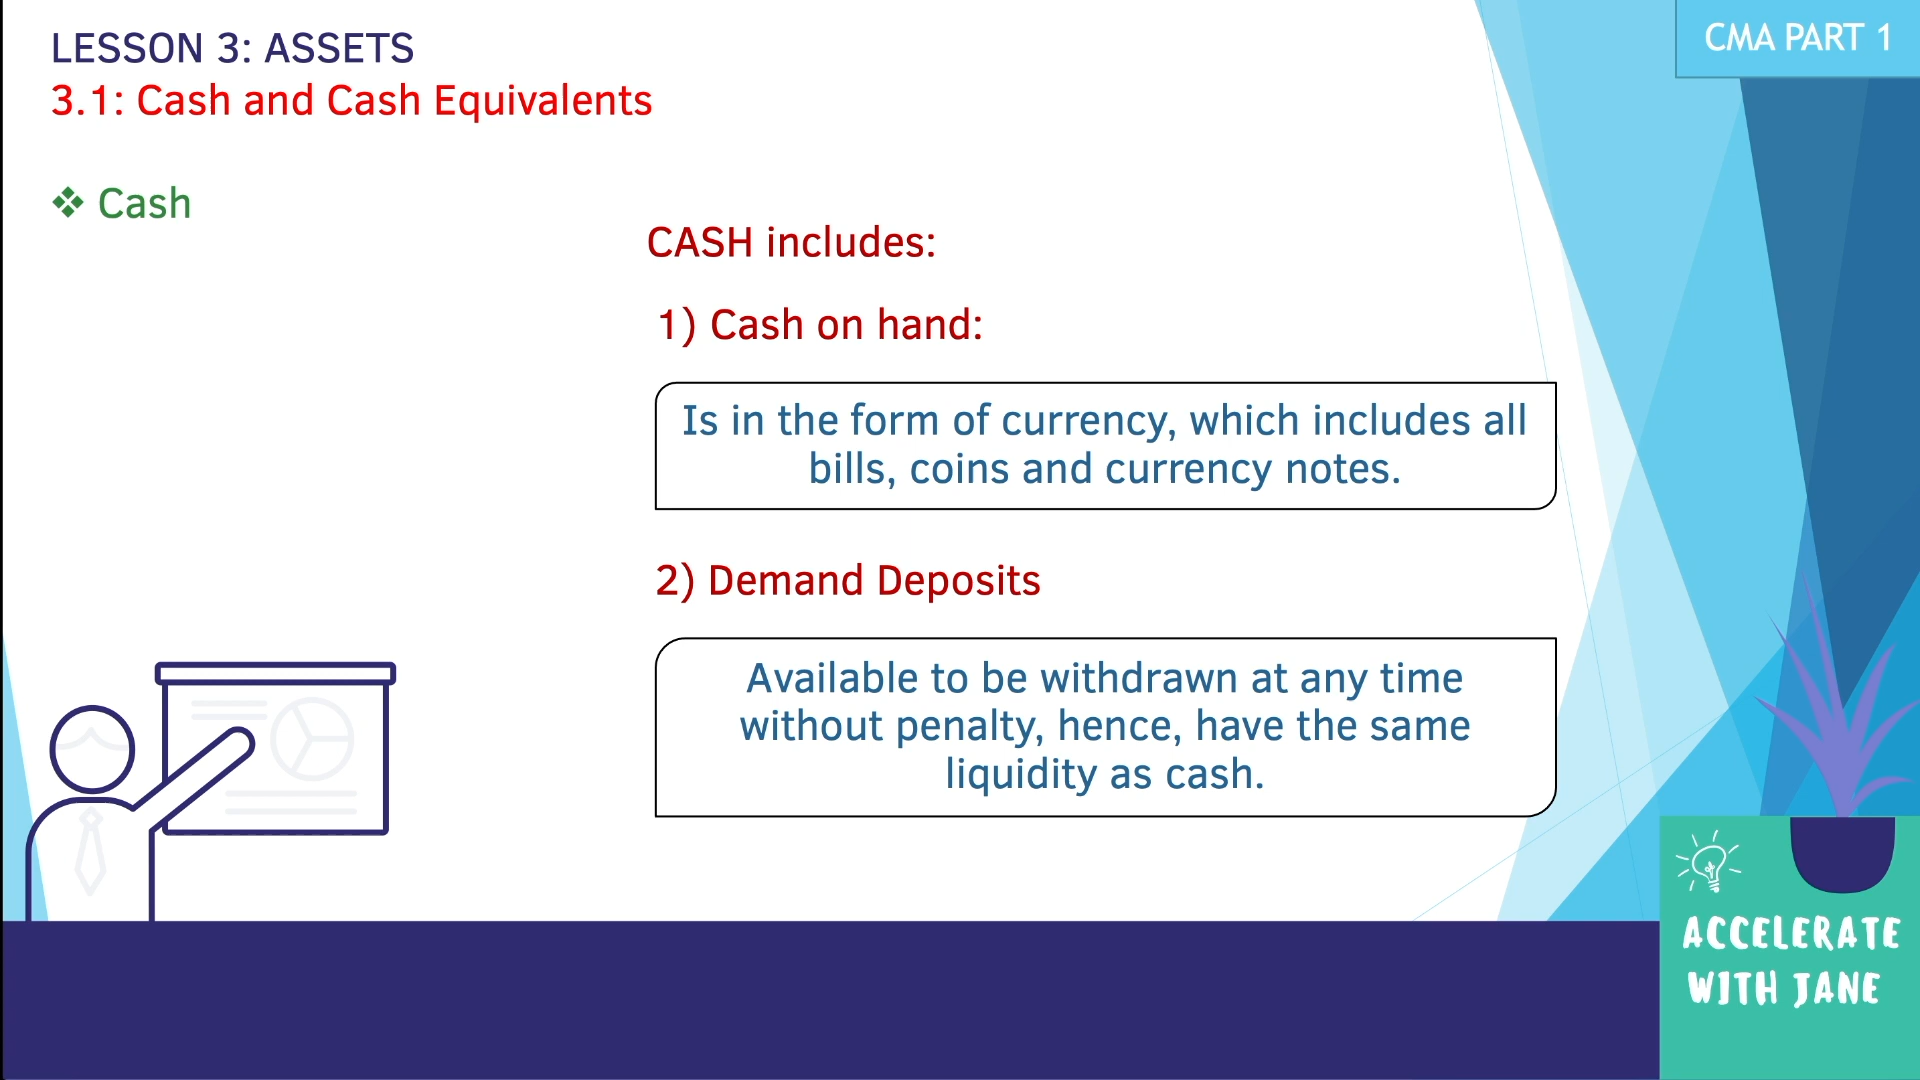 LESSON 3: ASSETS
CMA PART 1
3.1: Cash and Cash Equivalents
❖ Cash
CASH includes:
1) Cash on hand:
Is in the form of currency, which includes all
bills, coins and currency notes.
2) Demand Deposits
Available to be withdrawn at any time
without penalty, hence, have the same
liquidity as cash.
ACCELERATE
WITH JANE